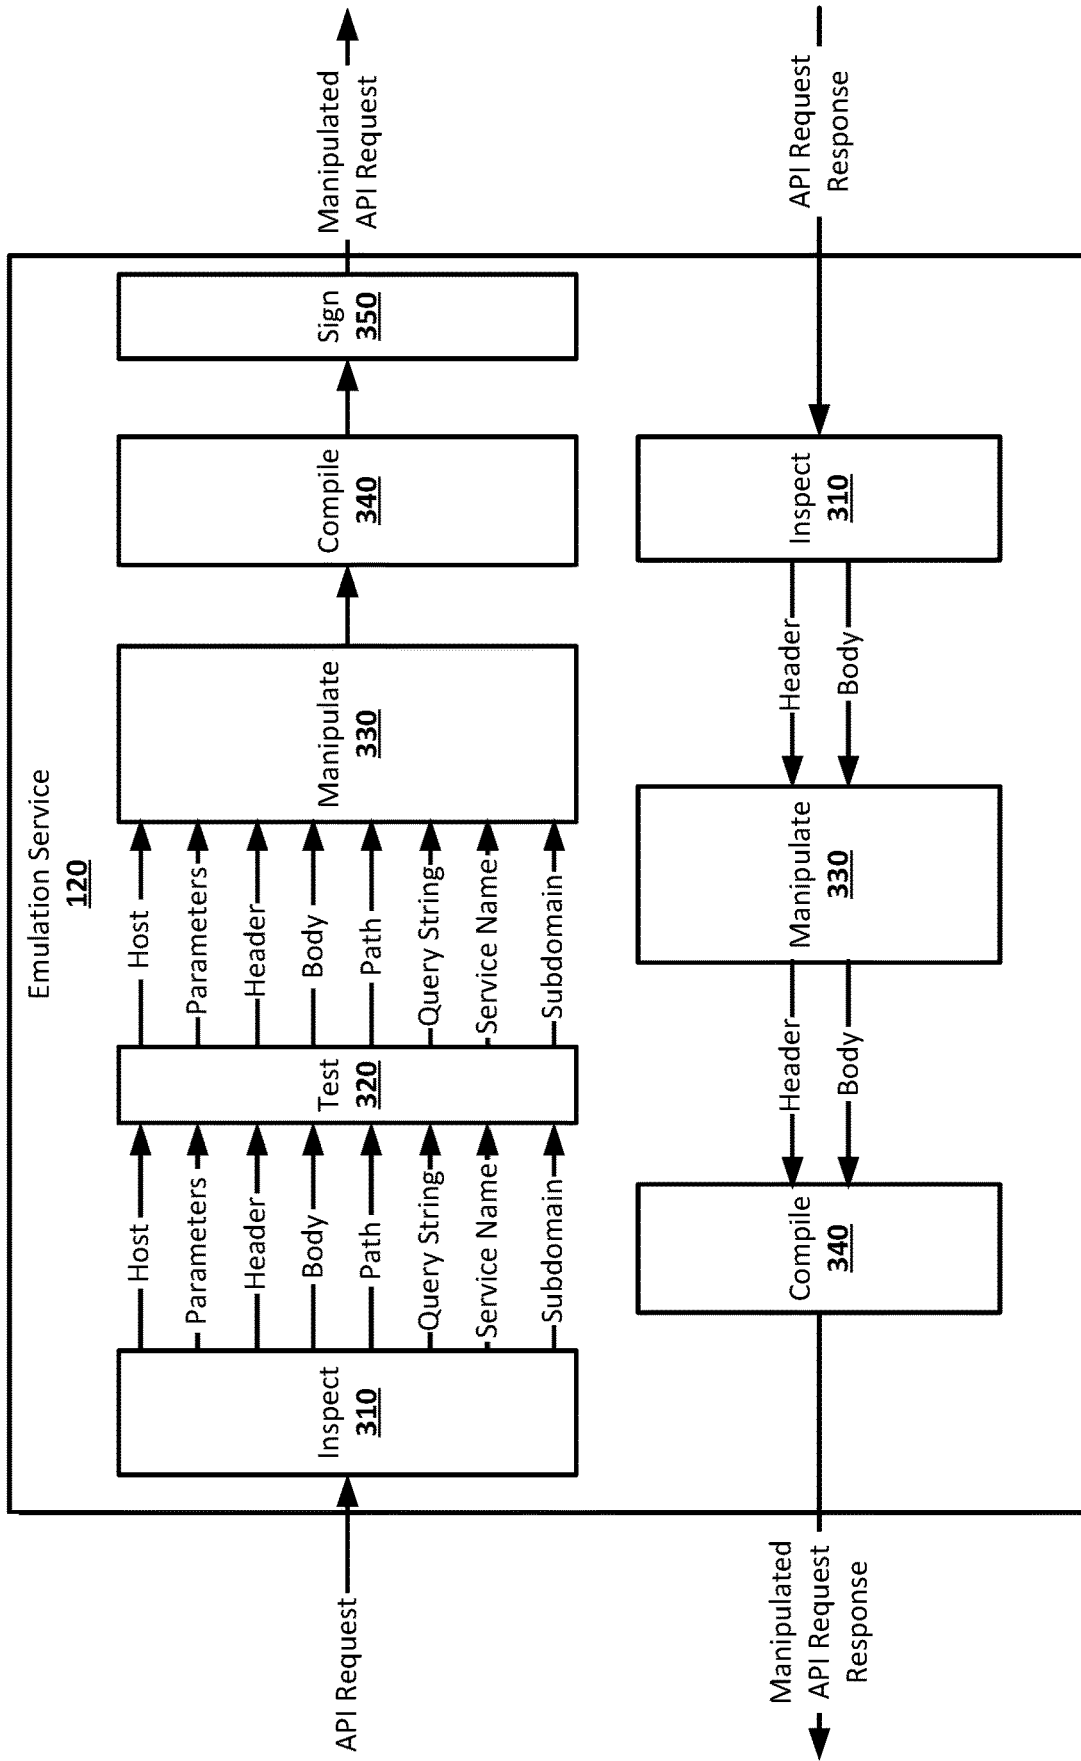 Emulation Service
120
API Request
Inspect
310
Host
Parameters
Header
Body
Path
Query String
Service Name
Subdomain
Test
320
Host
Parameters
Header
Body
Path
Query String
Service Name
Subdomain
Manipulate
330
Compile
340
Sign
350
Manipulated
API Request
API Request
Response
Inspect
310
Header
Body
Manipulate
330
Header
Body
Compile
340
Manipulated
API Request
Response